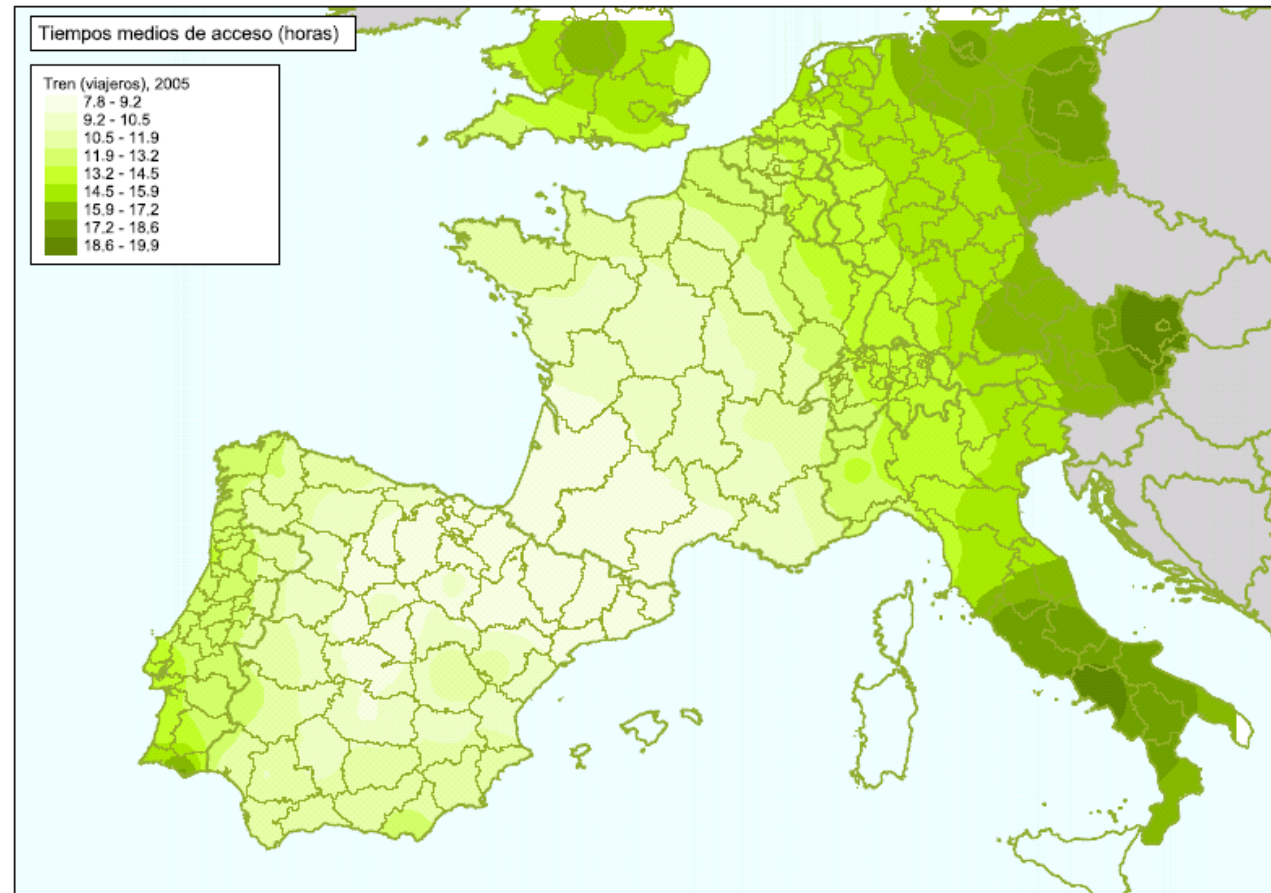 Tiempos medios de acceso (horas)
Tren (viajeros), 2005
7.8 - 9.2
9.2 - 10.5
10.5 - 11.9
11.9 - 13.2
13.2 - 14.5
14.5 - 15.9
15.9 - 17.2
17.2 - 18.6
18.6 - 19.9